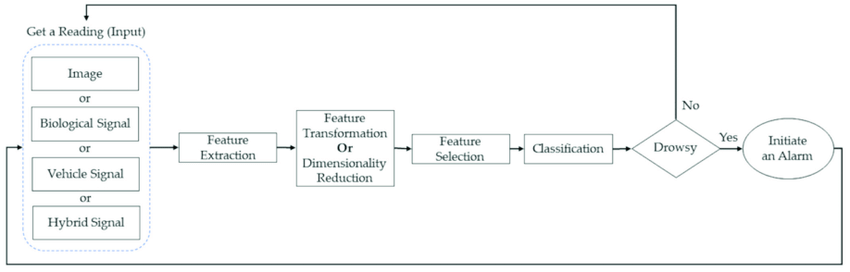 Get a Reading (Input)
Image
or
Biological Signal
or
Vehicle Signal
or
Hybrid Signal
Feature
Extraction
Feature
Transformation
Or
Dimensionality
Reduction
Feature
Selection
Classification
Drowsy
No
Yes
Initiate
an Alarm